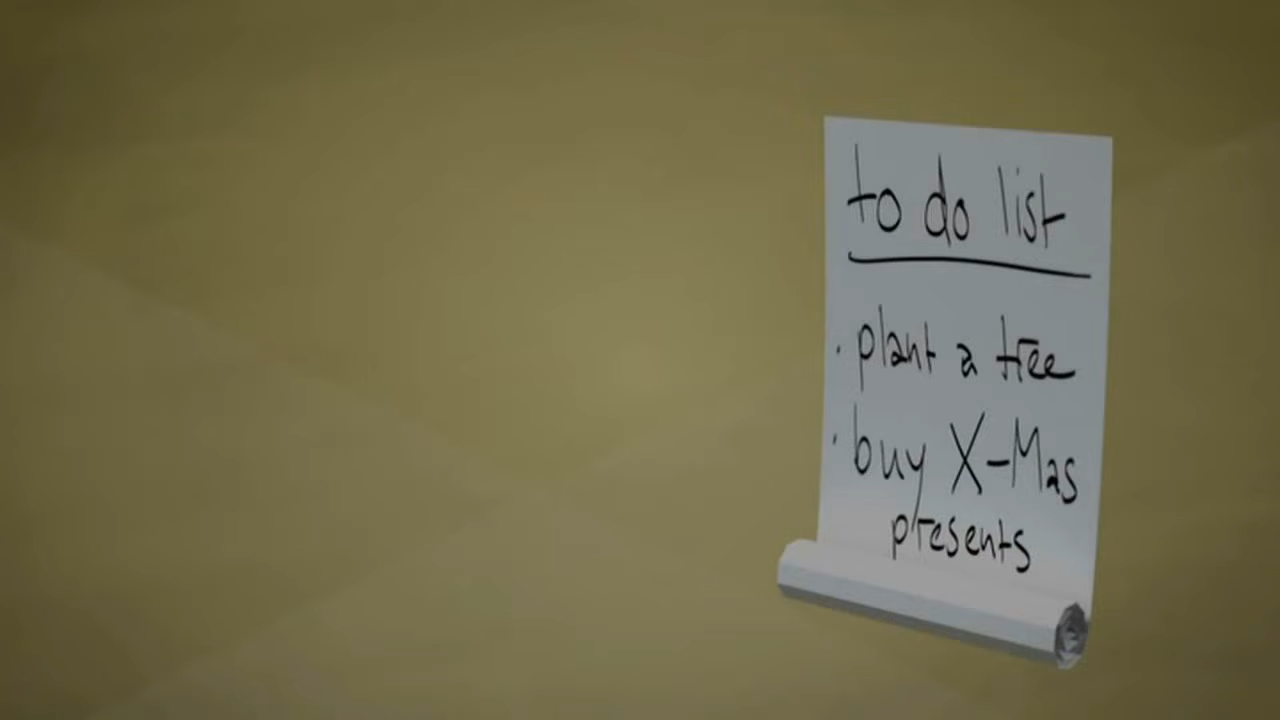 to do list
· plant a tree
· buy X-Mas
presents